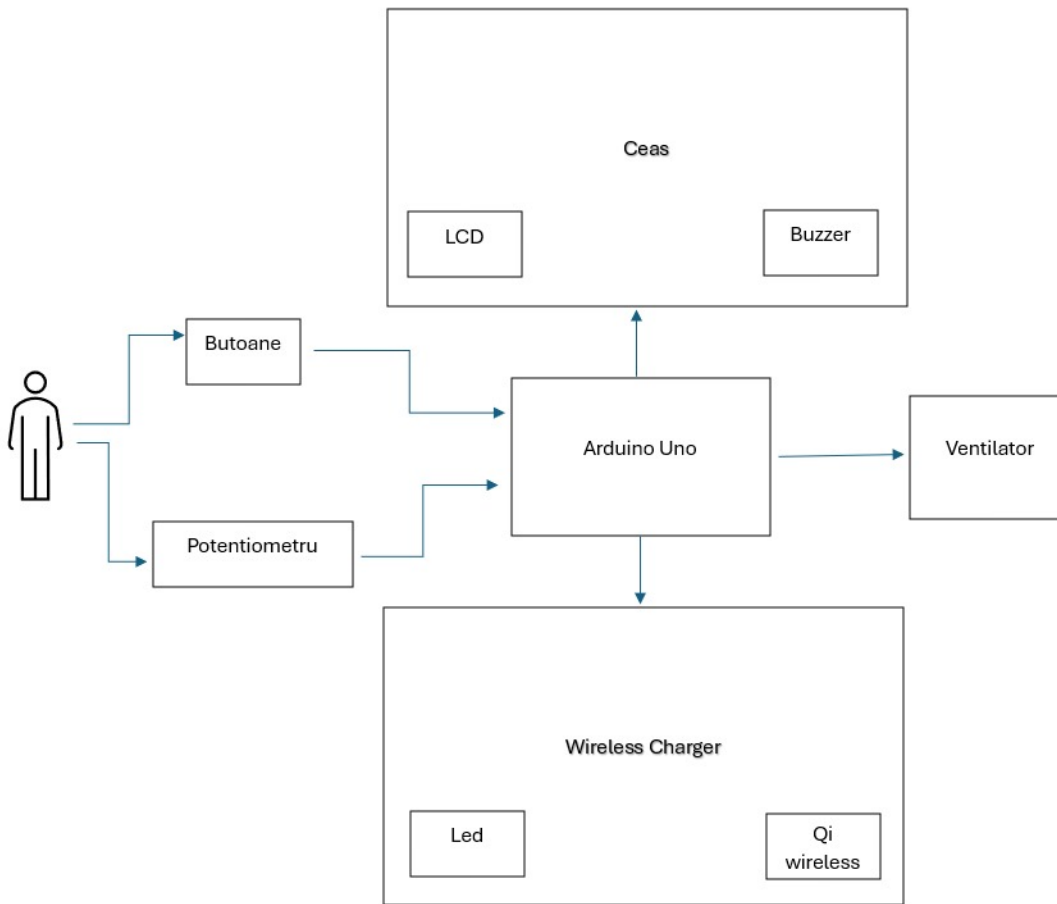 Ceas
LCD
Buzzer
Butoane
Arduino Uno
Ventilator
Potentiometru
Wireless Charger
Led
Qi
wireless